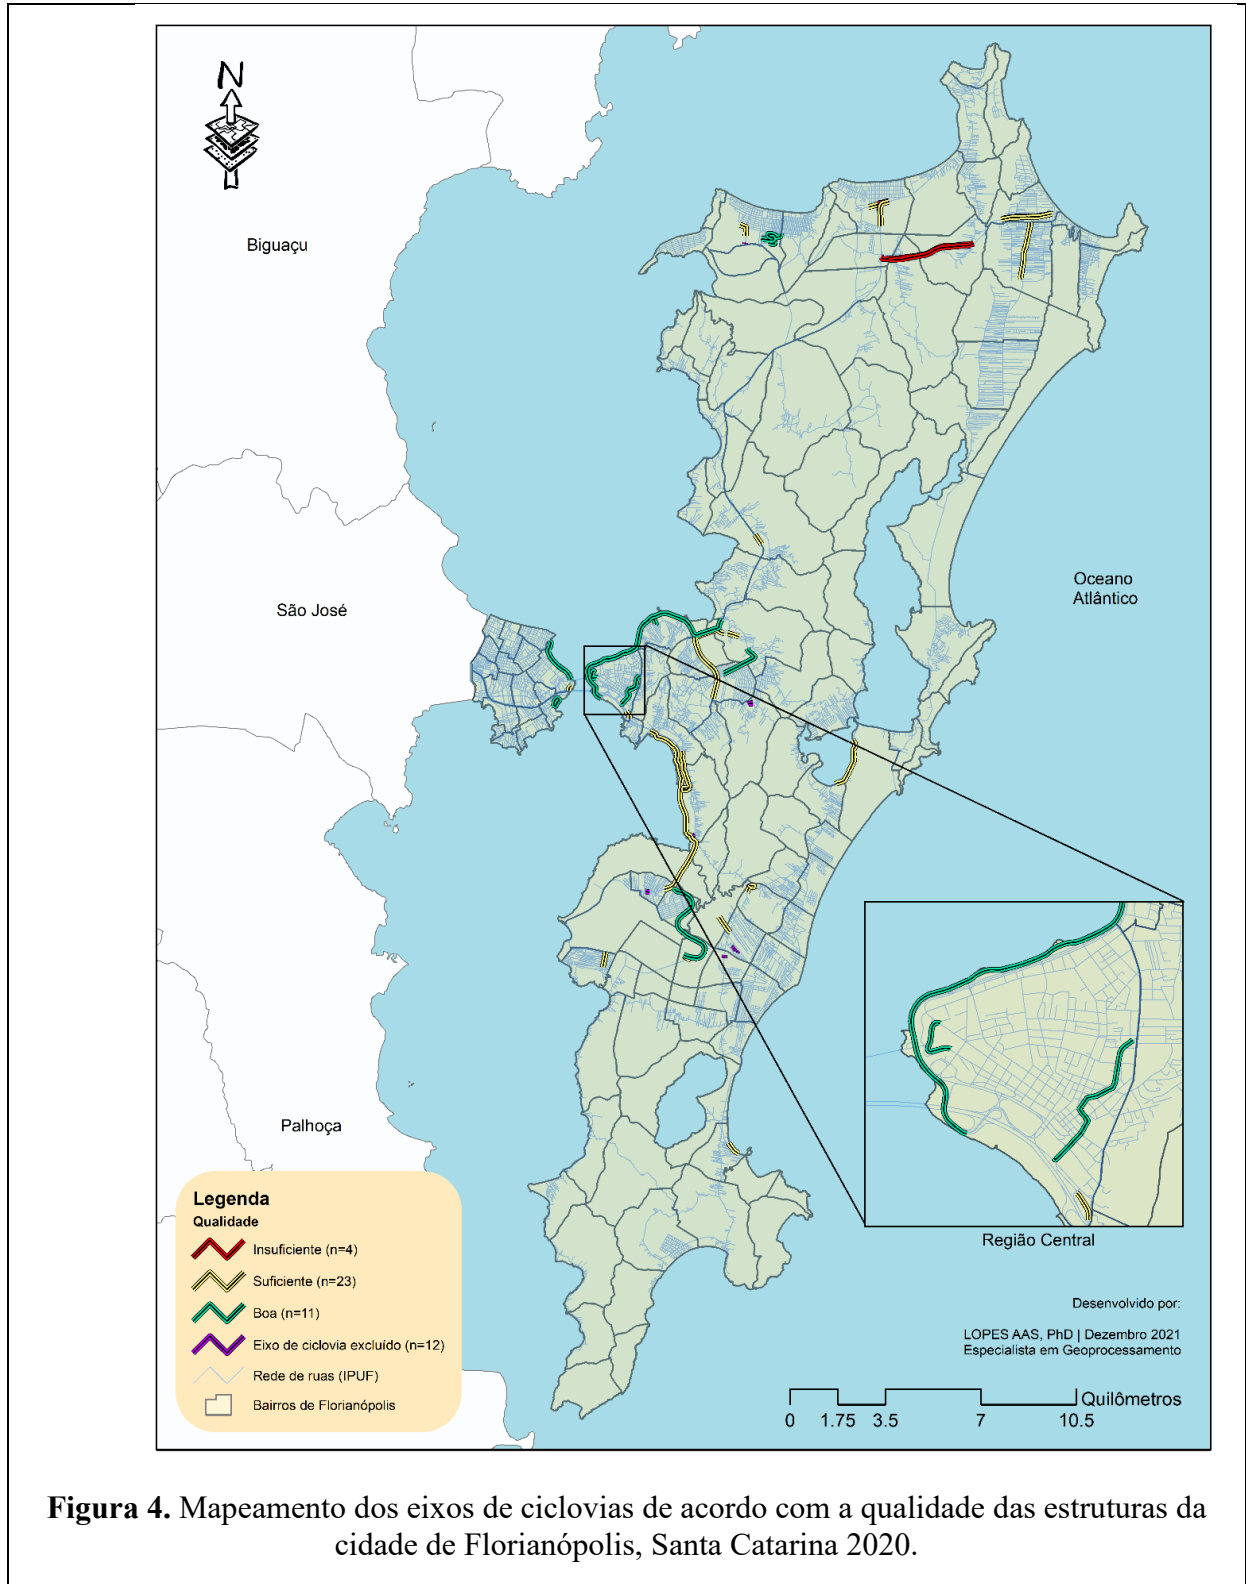 N
Biguaçu
São José
Oceano
Atlântico
Palhoça
Legenda
Qualidade
Insuficiente (n=4)
Suficiente (n=23)
Boa (n=11)
Eixo de ciclovia excluído (n=12)
Rede de ruas (IPUF)
Bairros de Florianópolis
Região Central
Desenvolvido por:
LOPES AAS, PhD | Dezembro 2021
Especialista em Geoprocessamento
Quilômetros
0 1.75 3.5 7 10.5
Figura 4. Mapeamento dos eixos de ciclovias de acordo com a qualidade das estruturas da
cidade de Florianópolis, Santa Catarina 2020.